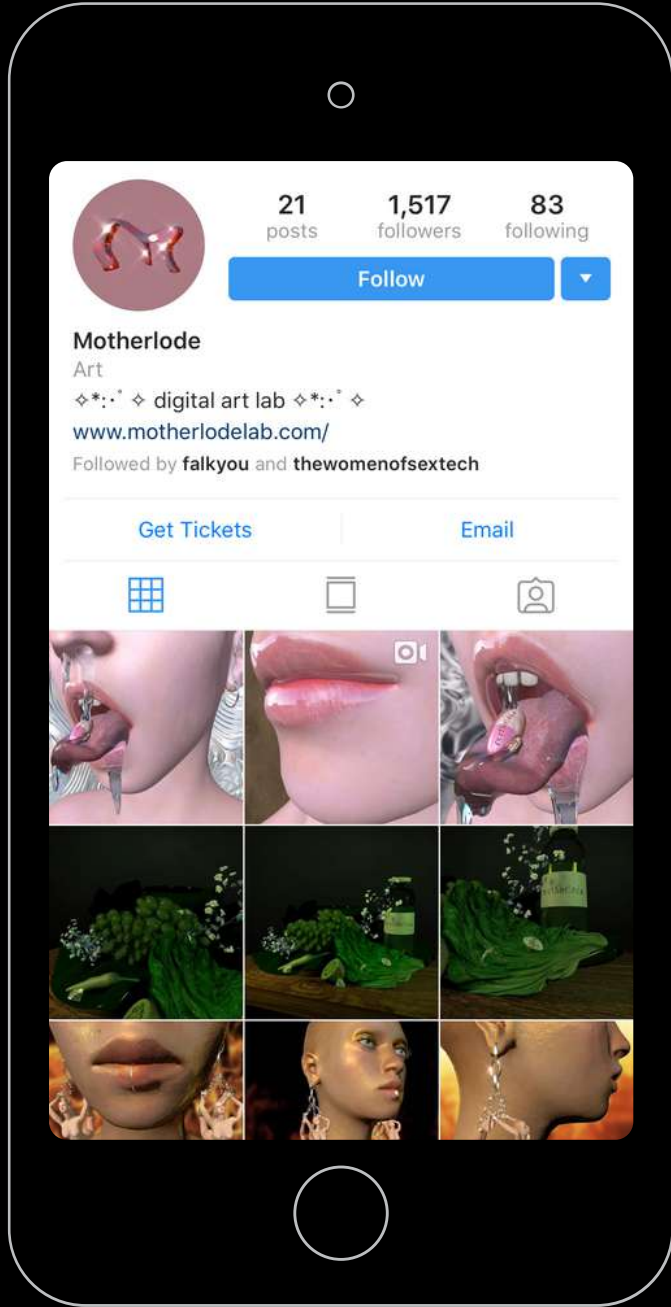 21 1,517 83
posts followers following
Follow
Motherlode
Art
✧*:･ﾟ✧ digital art lab ✧*:･ﾟ✧
www.motherlodelab.com/
Followed by falkyou and thewomenofsextech
Get Tickets Email